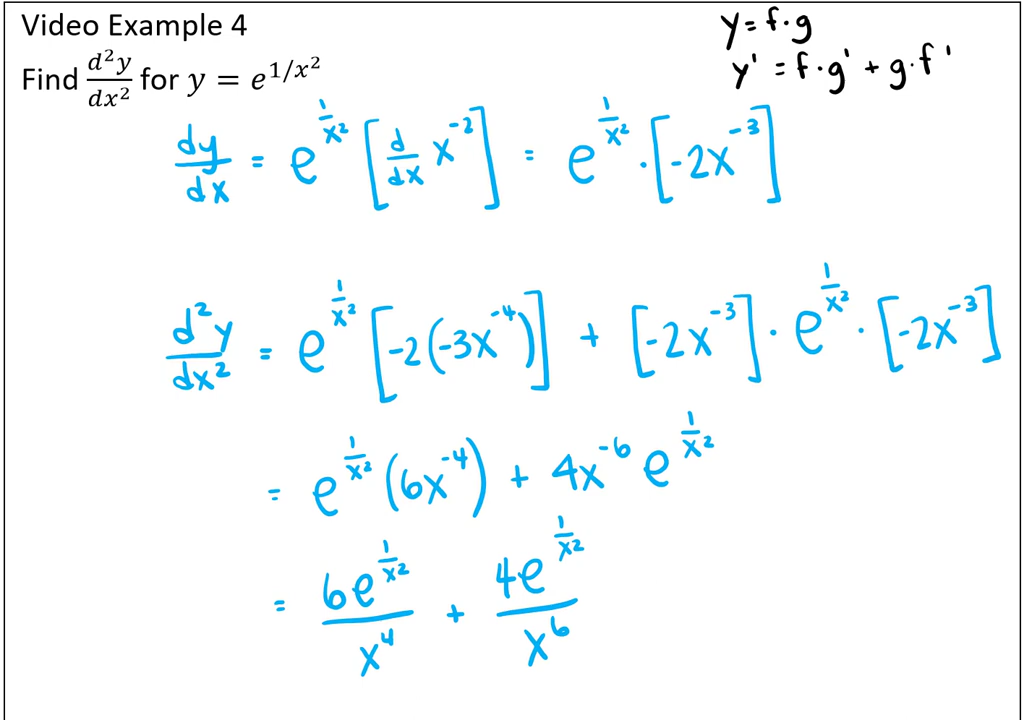 Video Example 4
y = f·g
Find d²y/dx² for y = e^(1/x²)
y' = f·g' + g·f'
dy/dx = e^(1/x²) [d/dx x^(-2)] = e^(1/x²) · [-2x^(-3)]
d²y/dx² = e^(1/x²) [-2(-3x^(-4))] + [-2x^(-3)] · e^(1/x²) · [-2x^(-3)]
= e^(1/x²) (6x^(-4)) + 4x^(-6) e^(1/x²)
= 6e^(1/x²)/x⁴ + 4e^(1/x²)/x⁶